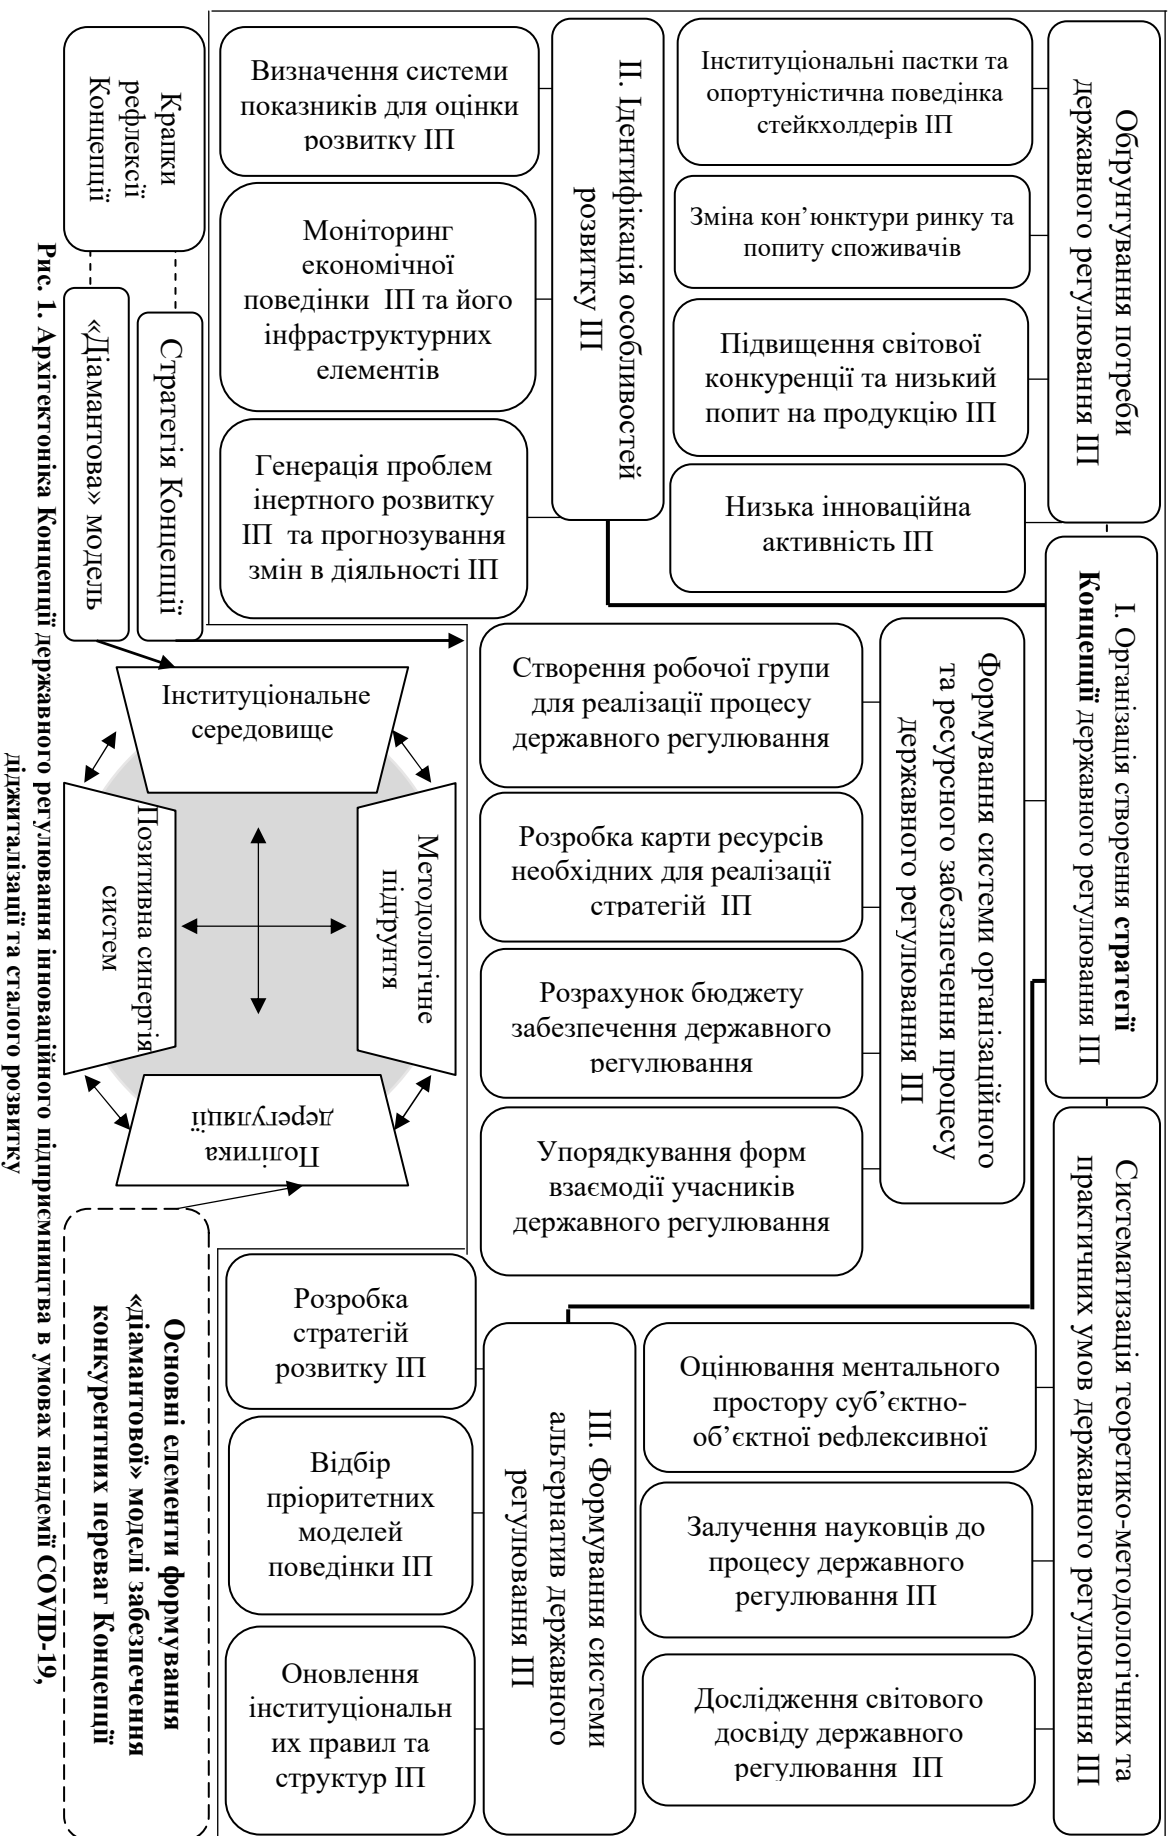 Обґрунтування потреби
державного регулювання ІП
Інституціональні пастки та
опортуністична поведінка
стейкхолдерів ІП
Зміна кон’юнктури ринку та
попиту споживачів
Підвищення світової
конкуренції та низький
попит на продукцію ІП
Низька інноваційна
активність ІП
І. Організація створення стратегії
Концепції державного регулювання ІП
Систематизація теоретико-методологічних та
практичних умов державного регулювання ІП
Оцінювання ментального
простору суб’єктно-
об’єктної рефлексивної
Залучення науковців до
процесу державного
регулювання ІП
Дослідження світового
досвіду державного
регулювання ІП
Формування системи організаційного
та ресурсного забезпечення процесу
державного регулювання ІП
Створення робочої групи
для реалізації процесу
державного регулювання
Розробка карти ресурсів
необхідних для реалізації
стратегій ІП
Розрахунок бюджету
забезпечення державного
регулювання
Упорядкування форм
взаємодії учасників
державного регулювання
ІІ. Ідентифікація особливостей
розвитку ІП
Визначення системи
показників для оцінки
розвитку ІП
Моніторинг
економічної
поведінки ІП та його
інфраструктурних
елементів
Генерація проблем
інертного розвитку
ІП та прогнозування
змін в діяльності ІП
ІІІ. Формування системи
альтернатив державного
регулювання ІП
Розробка
стратегій
розвитку ІП
Відбір
пріоритетних
моделей
поведінки ІП
Оновлення
інституціональн
их правил та
структур ІП
Крапки
рефлексії
Концепції
Стратегія Концепції
«Діамантова» модель
Інституціональне
середовище
Методологічне
підґрунтя
Позитивна синергія
систем
Політика
дерегуляції
Основні елементи формування
«діамантової» моделі забезпечення
конкурентних переваг Концепції
Рис. 1. Архітектоніка Концепції державного регулювання інноваційного підприємництва в умовах пандемії COVID-19,
діджиталізації та сталого розвитку